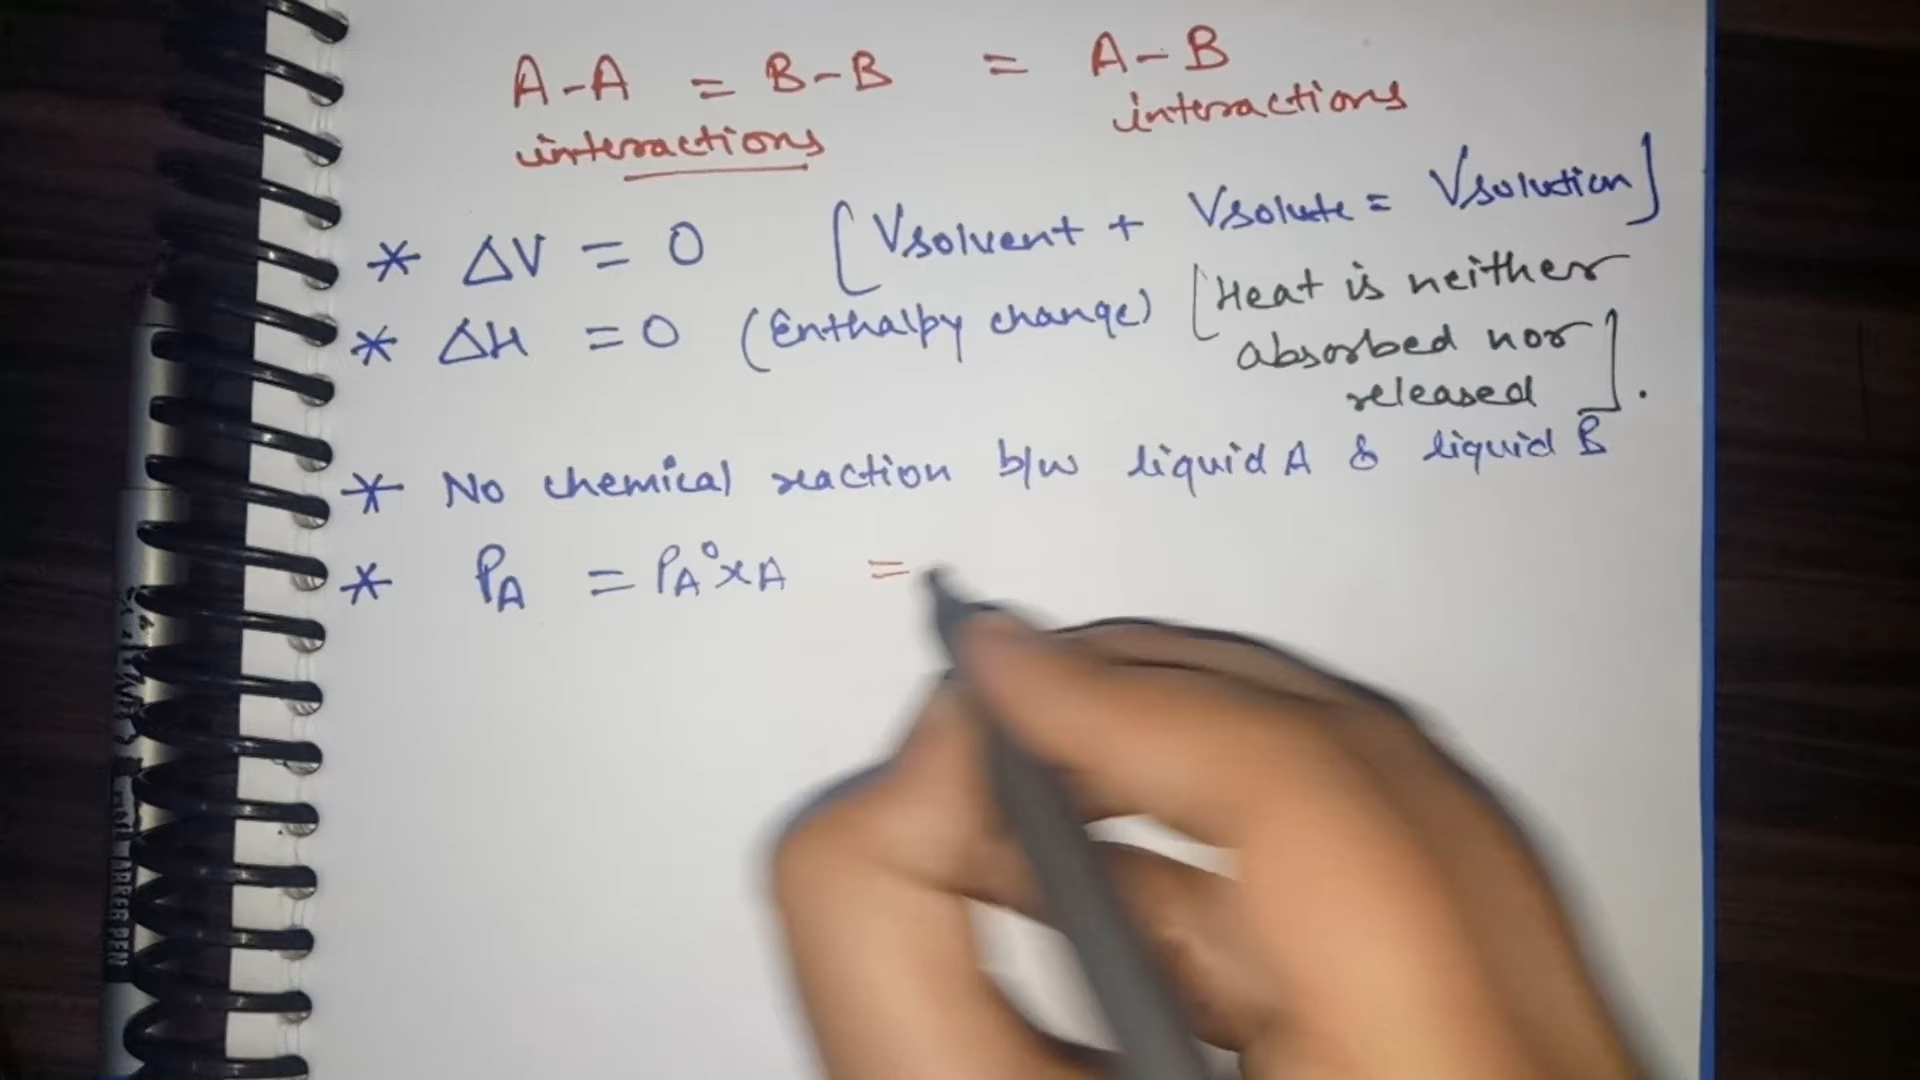 A-A = B-B = A-B
interactions interactions
* ΔV = 0 [Vsolvent + Vsolute = Vsolution]
* ΔH = 0 (Enthalpy change) [Heat is neither
absorbed nor
released].
* No chemical reaction b/w liquid A & liquid B
* PA = PA°xA =
PEN